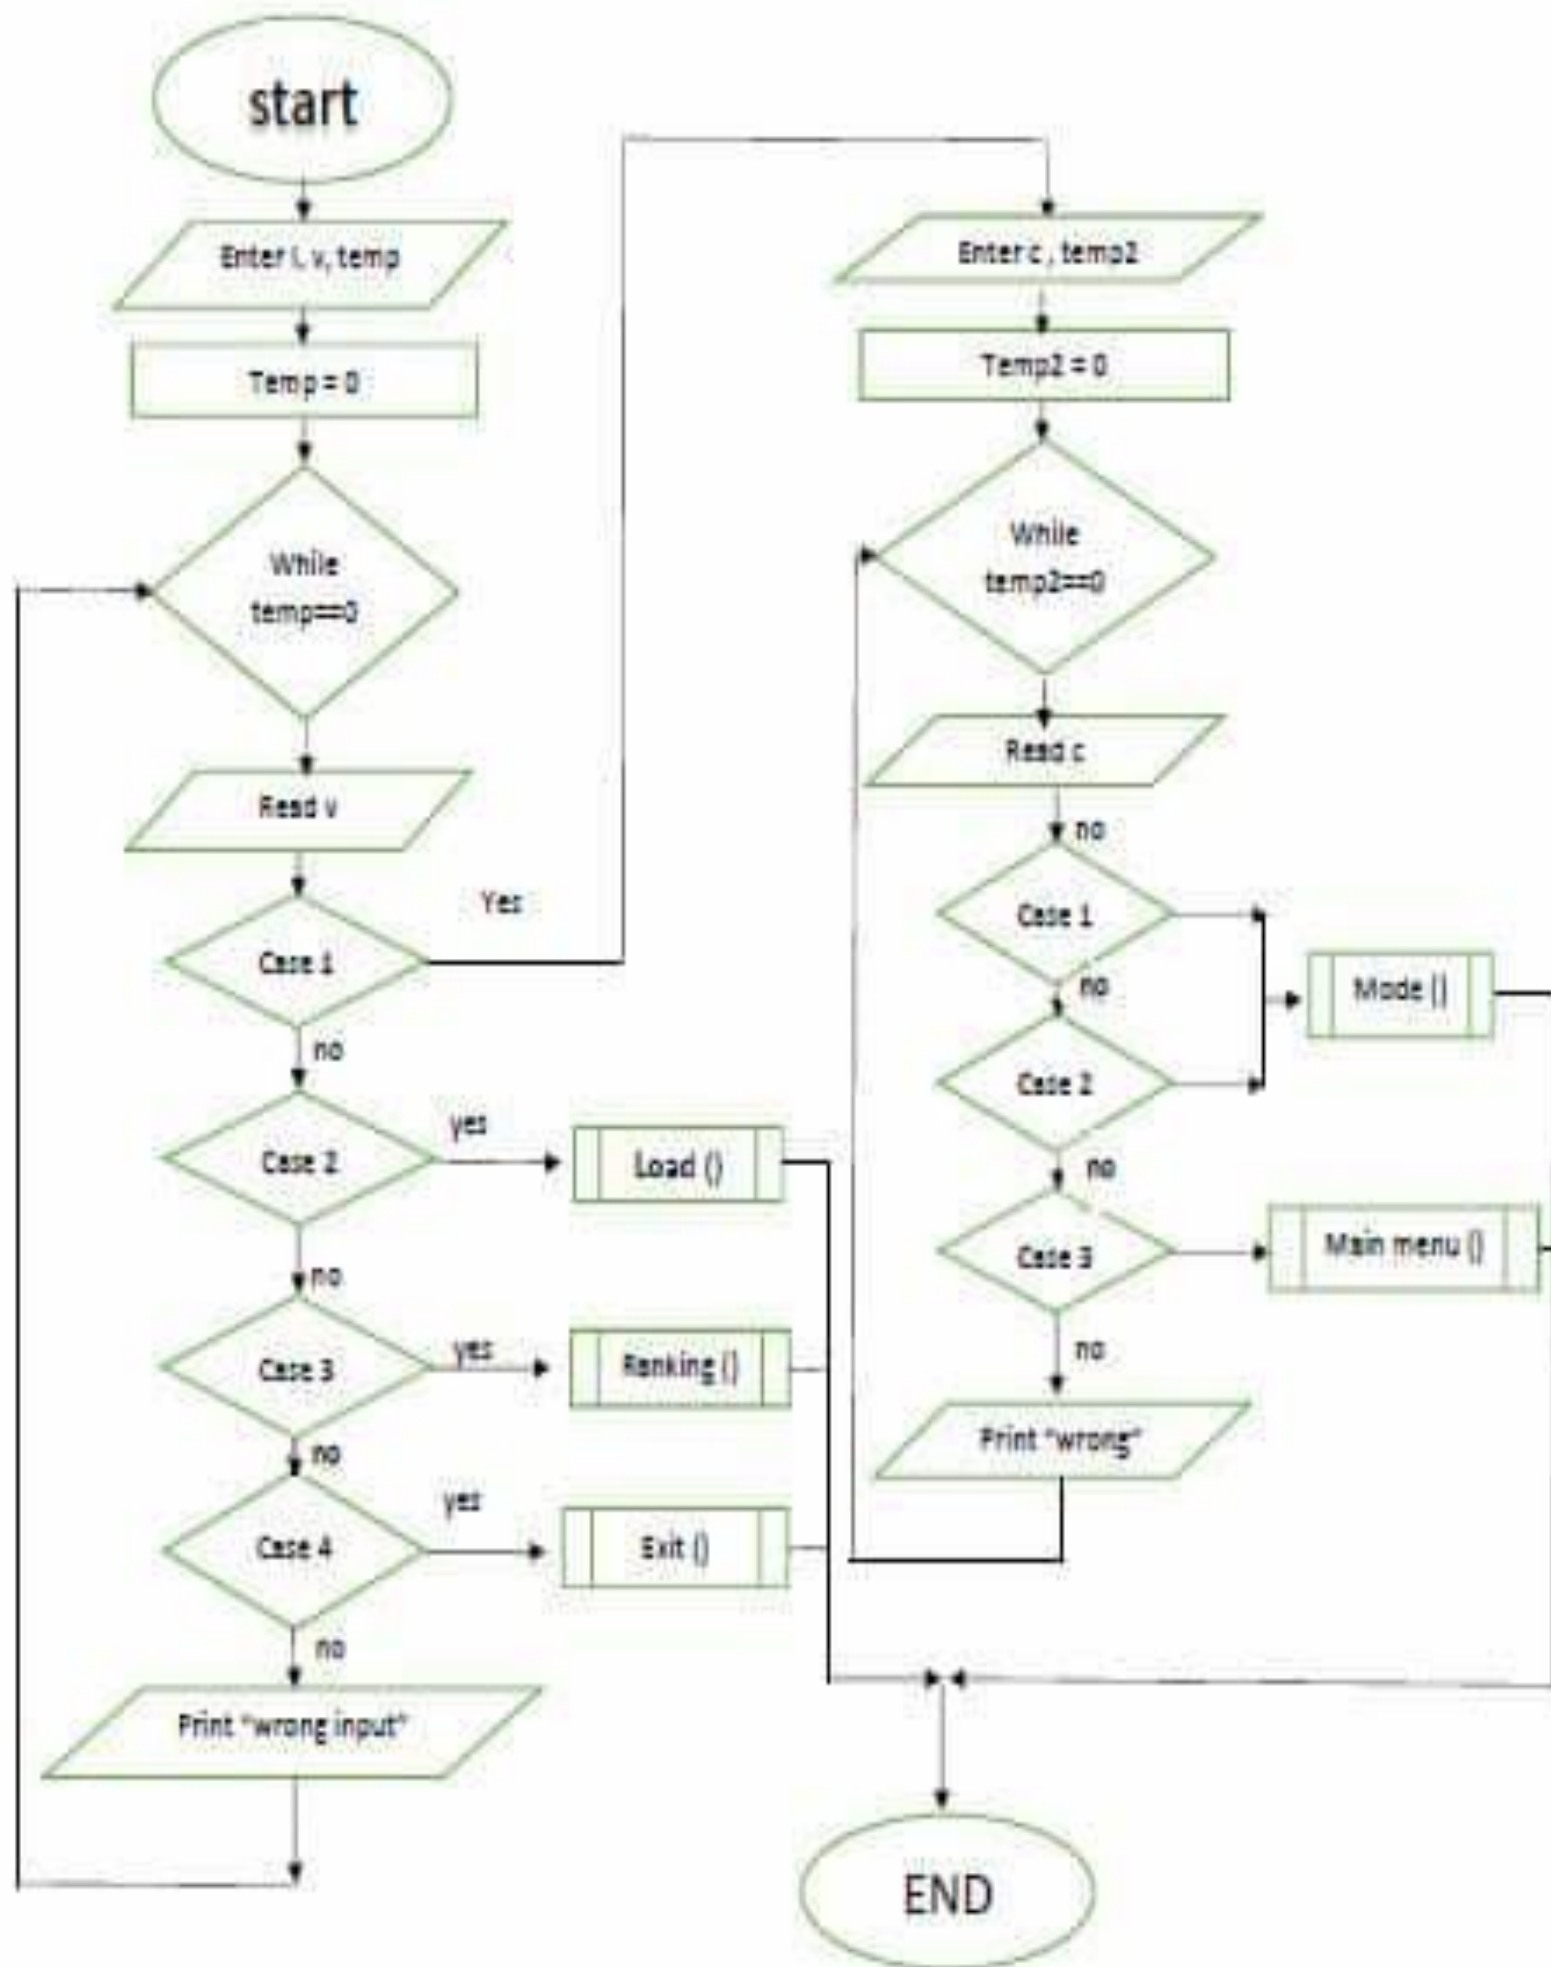 start
Enter i, v, temp
Temp = 0
While
temp==0
Read v
Case 1
Yes
no
Case 2
yes
Load ()
no
Case 3
yes
Ranking ()
no
Case 4
yes
Exit ()
no
Print "wrong input"
Enter c , temp2
Temp2 = 0
While
temp2==0
Read c
no
Case 1
no
Mode ()
Case 2
no
Case 3
Main menu ()
no
Print "wrong"
END